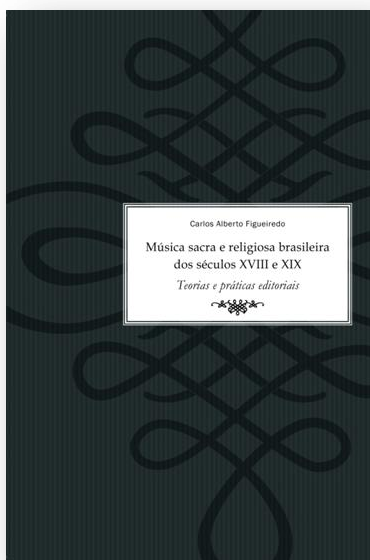 Carlos Alberto Figueiredo
Música sacra e religiosa brasileira
dos séculos XVIII e XIX
Teorias e práticas editoriais